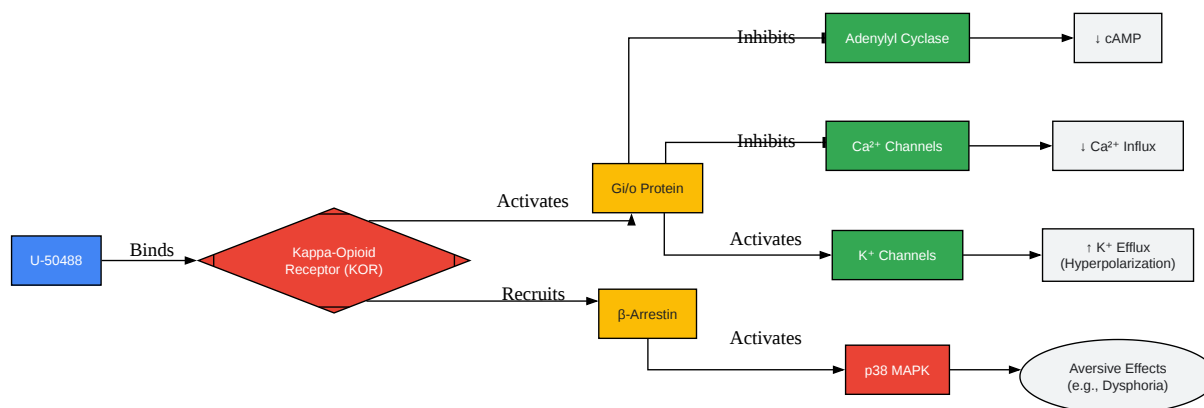 Inhibits
Adenylyl Cyclase
↓ cAMP
Inhibits
Ca²⁺ Channels
↓ Ca²⁺ Influx
Gi/o Protein
Activates
U-50488
Binds
Kappa-Opioid
Receptor (KOR)
Activates
K⁺ Channels
↑ K⁺ Efflux
(Hyperpolarization)
Recruits
β-Arrestin
Activates
p38 MAPK
Aversive Effects
(e.g., Dysphoria)